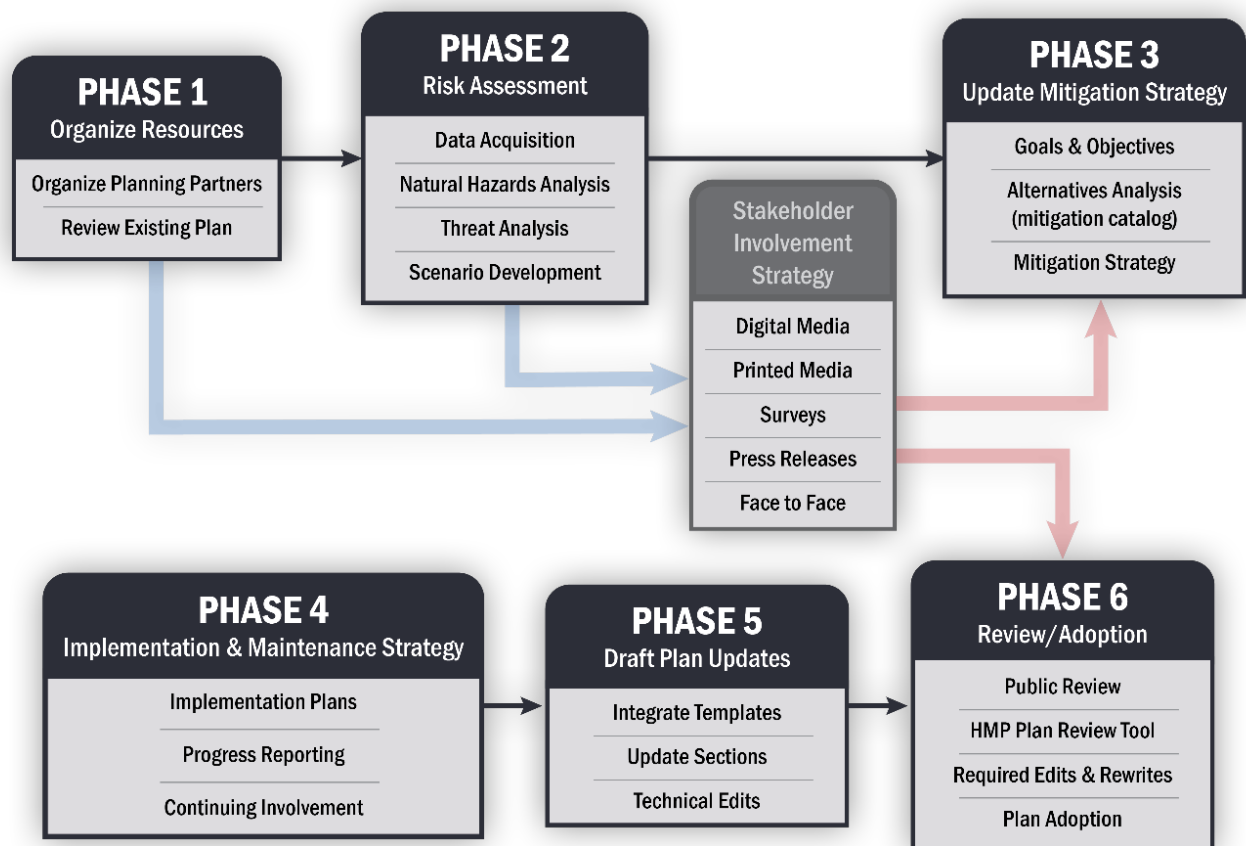 PHASE 1
Organize Resources
Organize Planning Partners
Review Existing Plan
PHASE 2
Risk Assessment
Data Acquisition
Natural Hazards Analysis
Threat Analysis
Scenario Development
PHASE 3
Update Mitigation Strategy
Goals & Objectives
Alternatives Analysis
(mitigation catalog)
Mitigation Strategy
Stakeholder
Involvement
Strategy
Digital Media
Printed Media
Surveys
Press Releases
Face to Face
PHASE 4
Implementation & Maintenance Strategy
Implementation Plans
Progress Reporting
Continuing Involvement
PHASE 5
Draft Plan Updates
Integrate Templates
Update Sections
Technical Edits
PHASE 6
Review/Adoption
Public Review
HMP Plan Review Tool
Required Edits & Rewrites
Plan Adoption